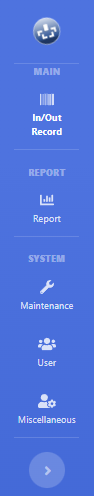 MAIN
In/Out
Record
REPORT
Report
SYSTEM
Maintenance
User
Miscellaneous